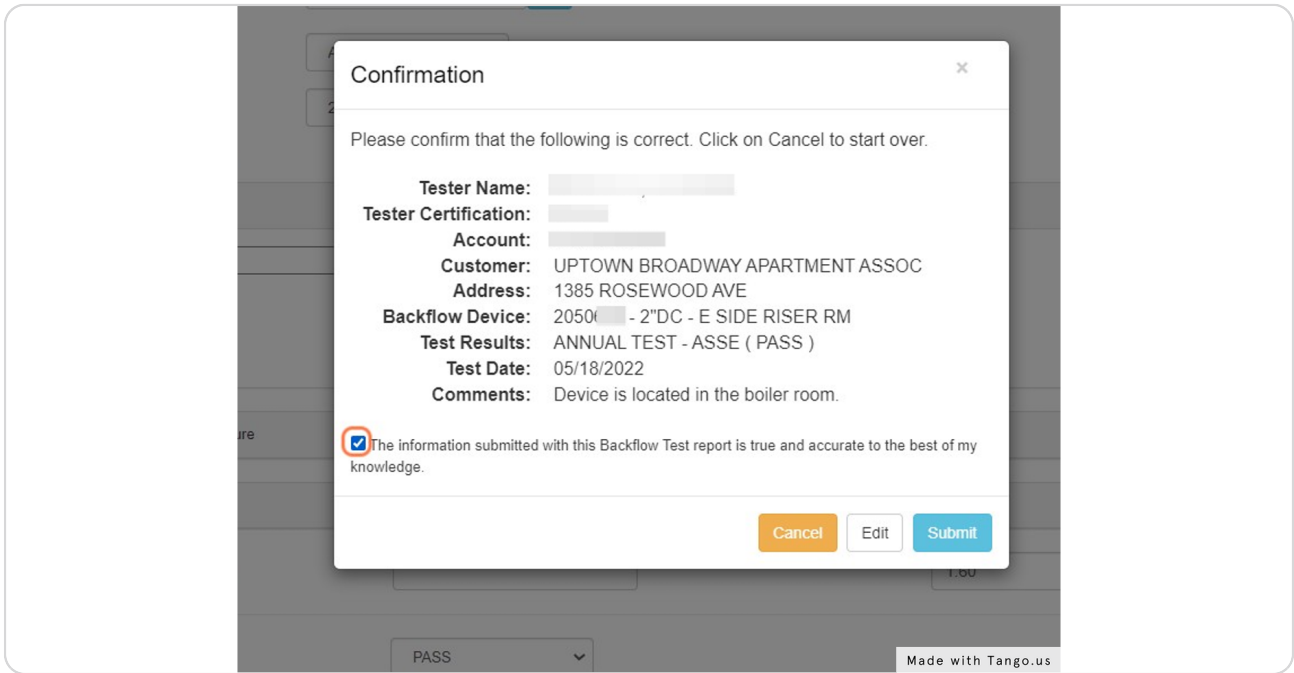 Confirmation
×
Please confirm that the following is correct. Click on Cancel to start over.
Tester Name:
Tester Certification:
Account:
Customer: UPTOWN BROADWAY APARTMENT ASSOC
Address: 1385 ROSEWOOD AVE
Backflow Device: 2050 - 2"DC - E SIDE RISER RM
Test Results: ANNUAL TEST - ASSE ( PASS )
Test Date: 05/18/2022
Comments: Device is located in the boiler room.
The information submitted with this Backflow Test report is true and accurate to the best of my
knowledge.
Cancel Edit Submit
1.60
PASS
Made with Tango.us